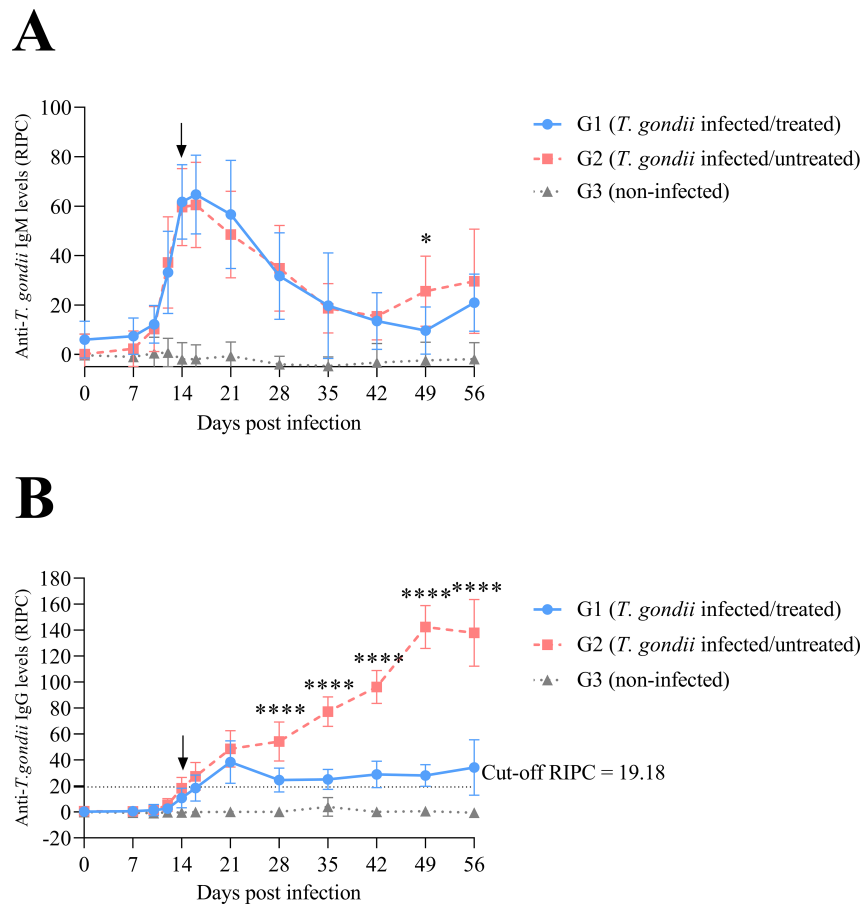 A
Anti-T. gondii IgM levels (RIPC)
100
80
60
40
20
0
*
0 7 14 21 28 35 42 49 56
Days post infection
G1 (T. gondii infected/treated)
G2 (T. gondii infected/untreated)
G3 (non-infected)
B
Anti-T.gondii IgG levels (RIPC)
180
160
140
120
100
80
60
40
20
0
-20
**** **** **** **** ****
Cut-off RIPC = 19.18
0 7 14 21 28 35 42 49 56
Days post infection
G1 (T. gondii infected/treated)
G2 (T. gondii infected/untreated)
G3 (non-infected)